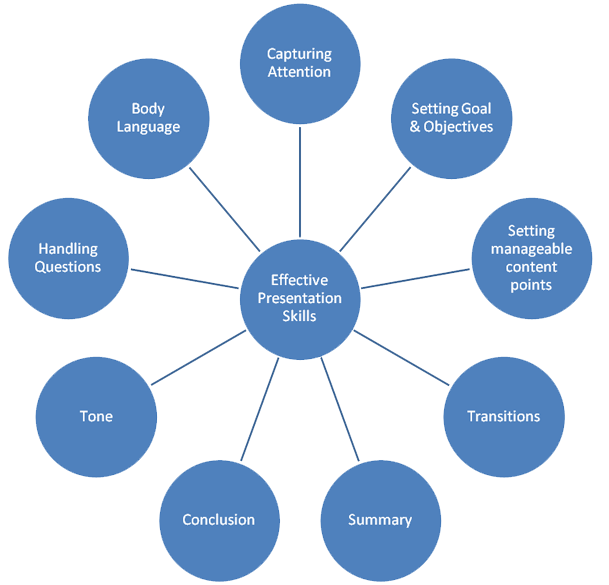 Capturing
Attention
Setting Goal
& Objectives
Setting
manageable
content
points
Transitions
Summary
Conclusion
Tone
Handling
Questions
Body
Language
Effective
Presentation
Skills